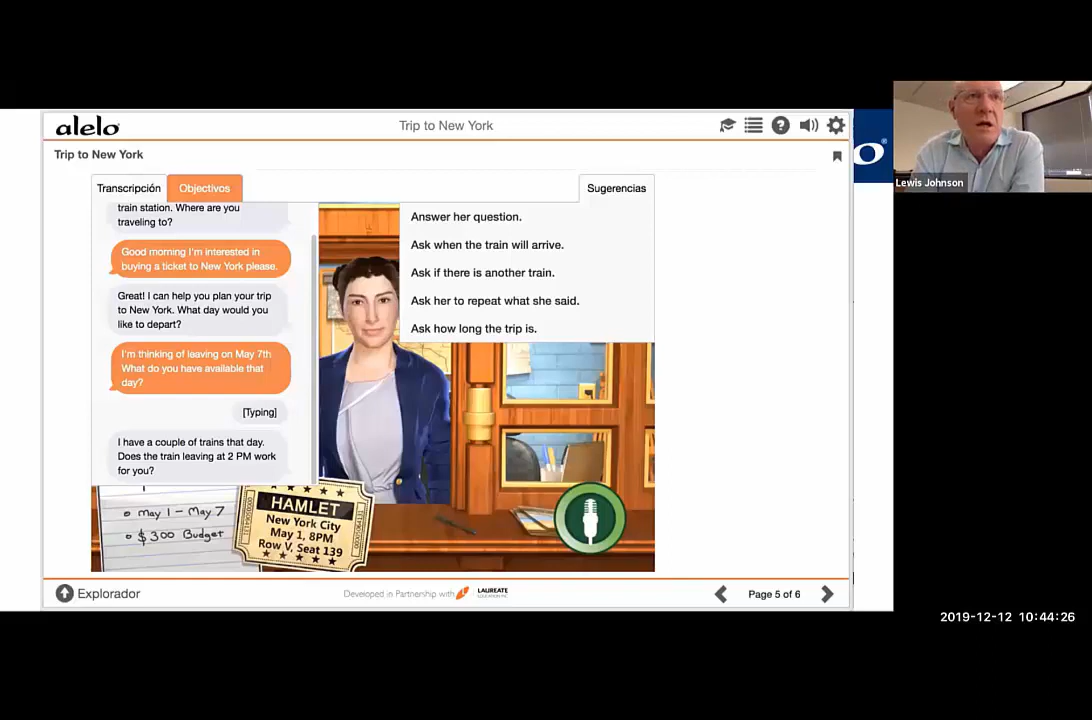 alelo
Trip to New York
Trip to New York
Transcripción
Objectivos
Sugerencias
train station. Where are you
traveling to?
Good morning I'm interested in
buying a ticket to New York please.
Great! I can help you plan your trip
to New York. What day would you
like to depart?
I'm thinking of leaving on May 7th
What do you have available that
day?
[Typing]
I have a couple of trains that day.
Does the train leaving at 2 PM work
for you?
Answer her question.
Ask when the train will arrive.
Ask if there is another train.
Ask her to repeat what she said.
Ask how long the trip is.
May 1 - May 7
$300 Budget
HAMLET
New York City
May 1, 8PM
Row V, Seat 139
Explorador
Developed in Partnership with
LAUREATE
Page 5 of 6
Lewis Johnson
2019-12-12 10:44:26